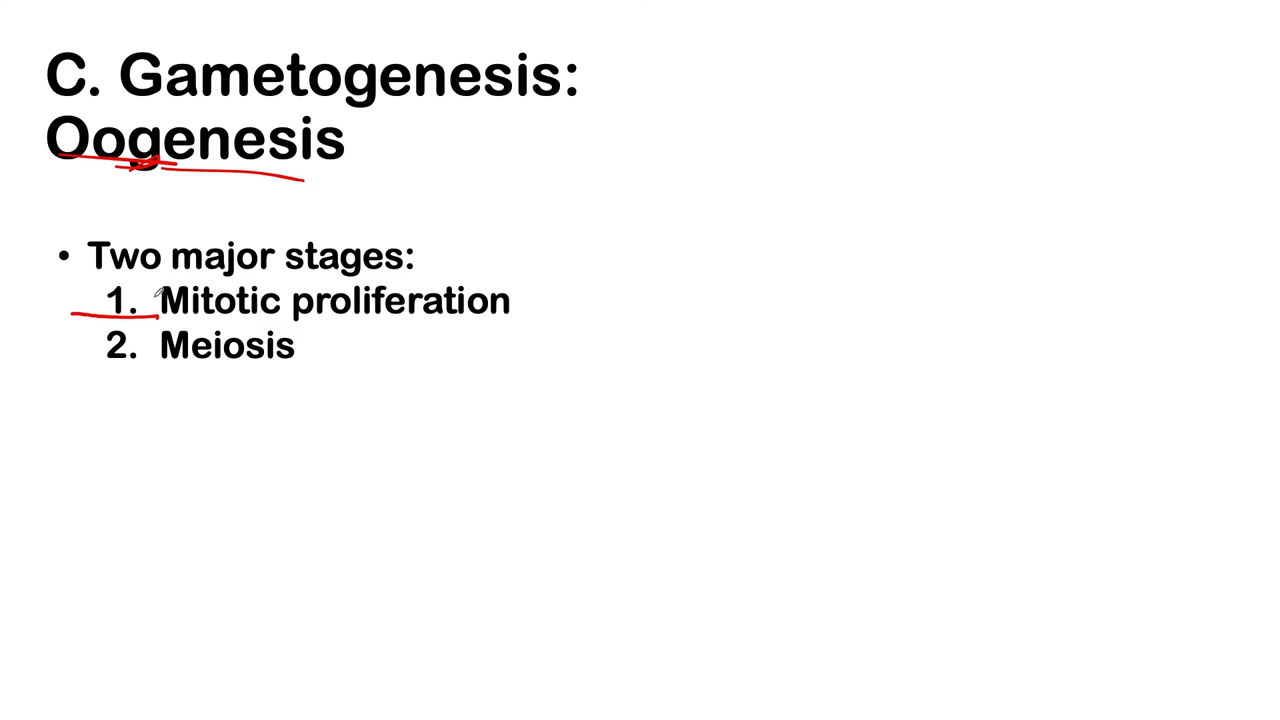 C. Gametogenesis:
Oogenesis
• Two major stages:
1. Mitotic proliferation
2. Meiosis